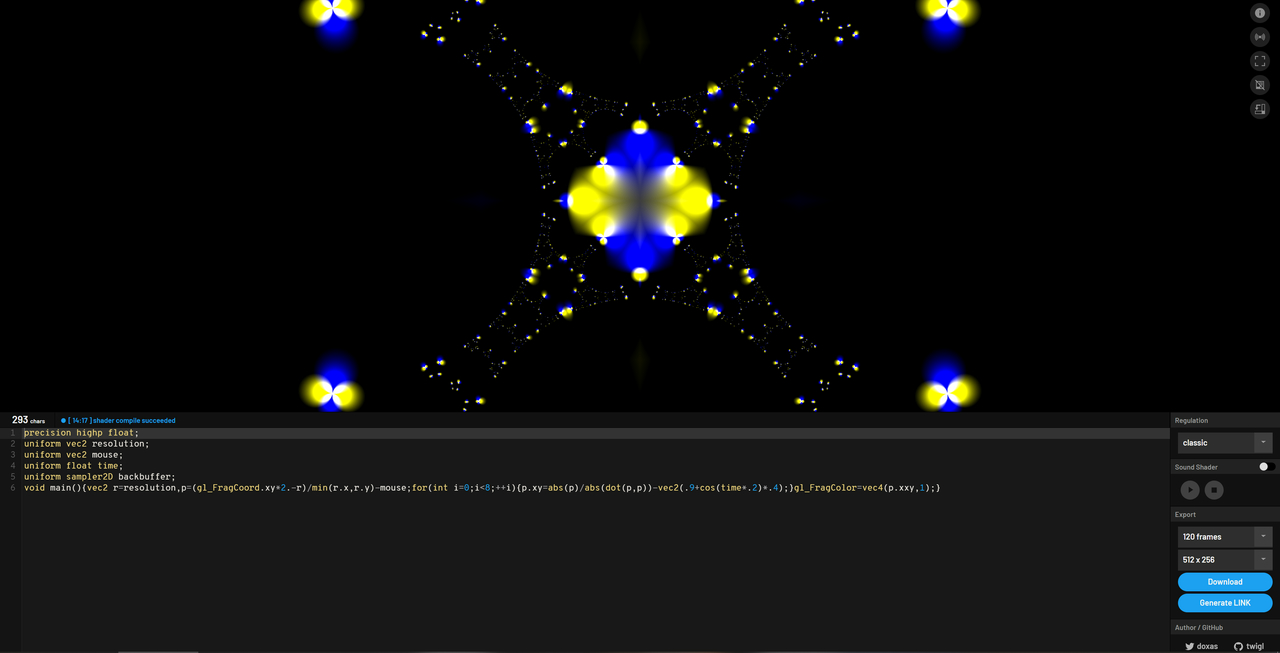 293 chars
[ 14:17 ] shader compile succeeded
1 precision highp float;
2 uniform vec2 resolution;
3 uniform vec2 mouse;
4 uniform float time;
5 uniform sampler2D backbuffer;
6 void main(){vec2 r=resolution,p=(gl_FragCoord.xy*2.-r)/min(r.x,r.y)-mouse;for(int i=0;i<8;++i){p.xy=abs(p)/abs(dot(p,p))-vec2(.9+cos(time*.2)*.4);}gl_FragColor=vec4(p.xxy,1);}
Regulation
classic
Sound Shader
Export
120 frames
512 x 256
Download
Generate LINK
Author / GitHub
doxas twigl